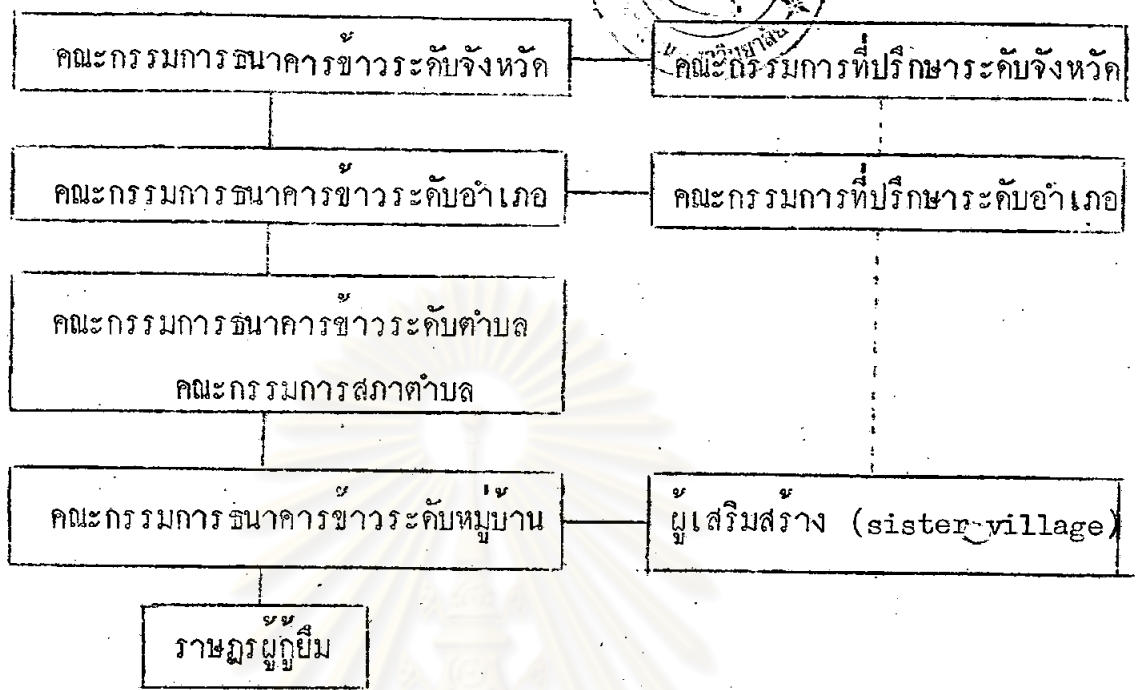 คณะกรรมการธนาคารข้าวระดับจังหวัด
คณะกรรมการที่ปรึกษาระดับจังหวัด
คณะกรรมการธนาคารข้าวระดับอำเภอ
คณะกรรมการที่ปรึกษาระดับอำเภอ
คณะกรรมการธนาคารข้าวระดับตำบล
คณะกรรมการสภาตำบล
คณะกรรมการธนาคารข้าวระดับหมู่บ้าน
ผู้เสริมสร้าง (sister village)
ราษฎรผู้กู้ยืม